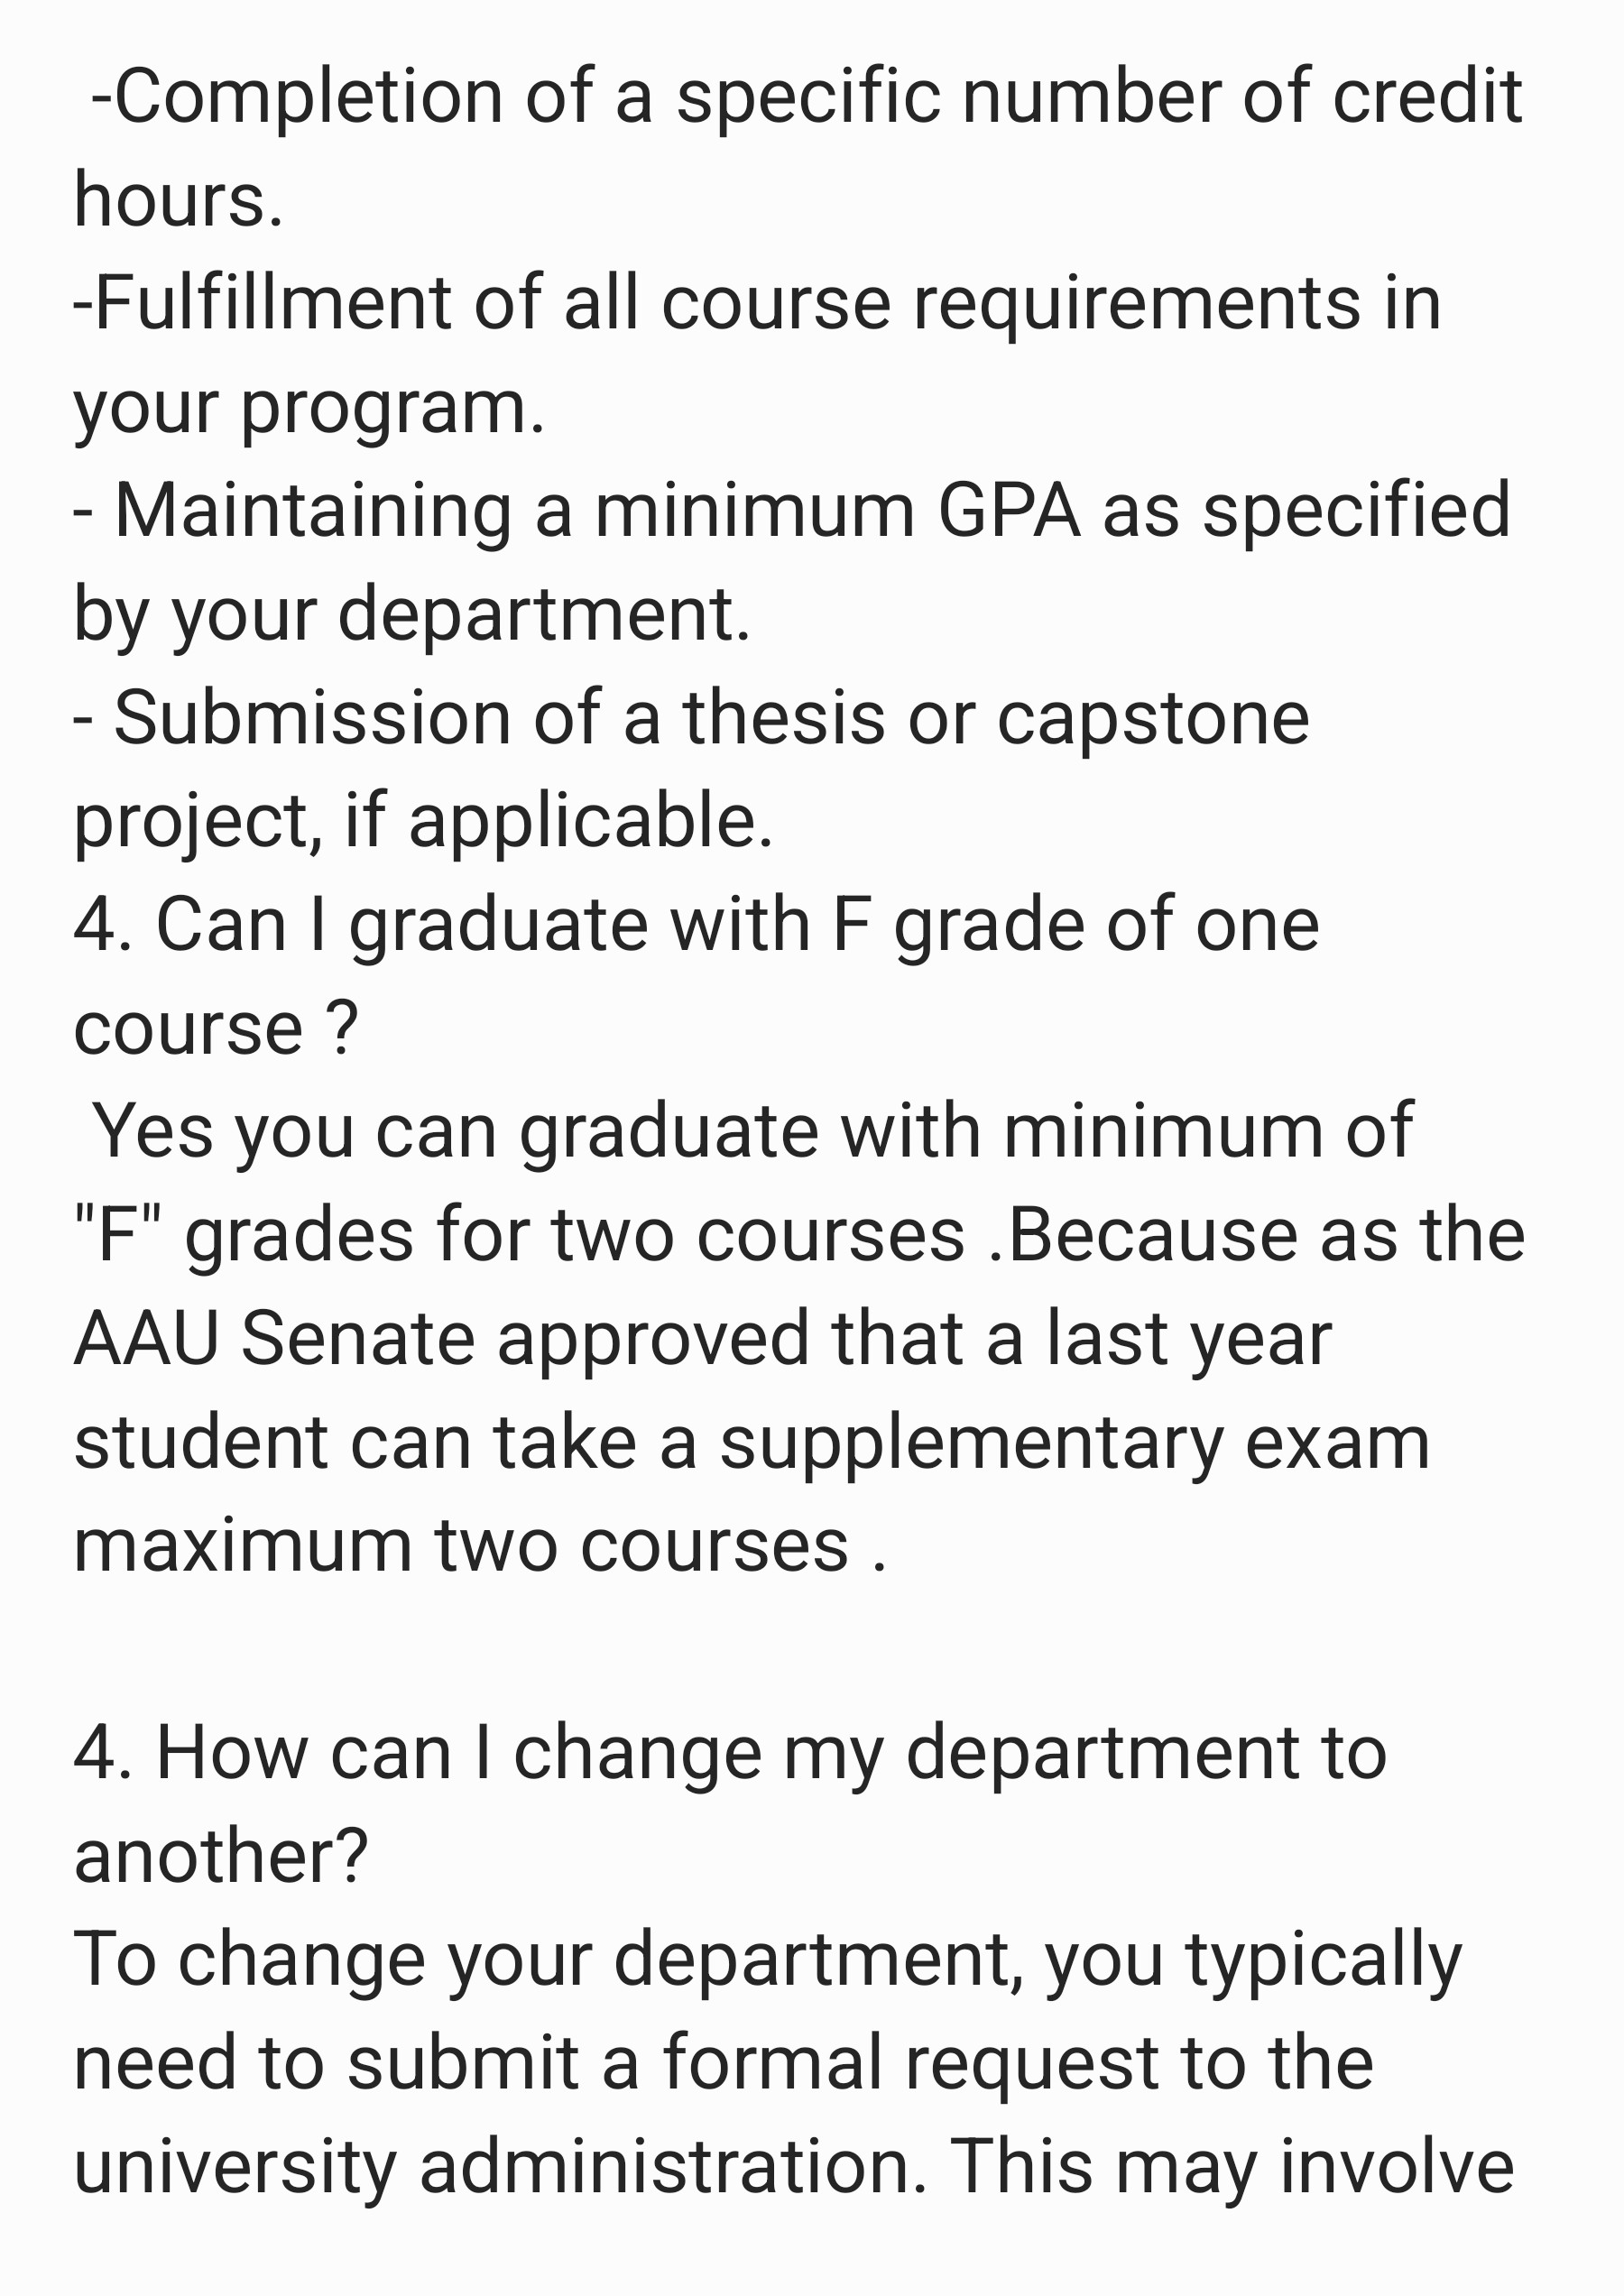 -Completion of a specific number of credit
hours.
-Fulfillment of all course requirements in
your program.
- Maintaining a minimum GPA as specified
by your department.
- Submission of a thesis or capstone
project, if applicable.
4. Can I graduate with F grade of one
course ?
Yes you can graduate with minimum of
"F" grades for two courses .Because as the
AAU Senate approved that a last year
student can take a supplementary exam
maximum two courses .
4. How can I change my department to
another?
To change your department, you typically
need to submit a formal request to the
university administration. This may involve